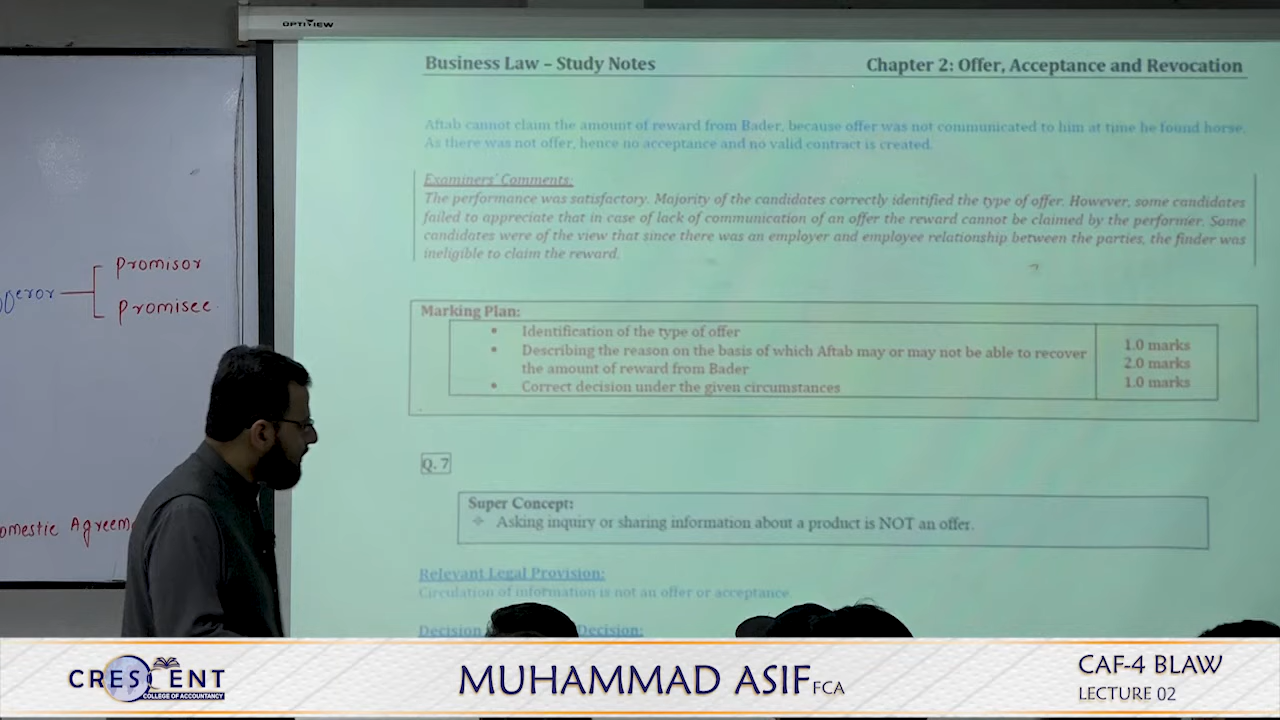 OPTIVIEW
Business Law – Study Notes
Chapter 2: Offer, Acceptance and Revocation
Aftab cannot claim the amount of reward from Bader, because offer was not communicated to him at time he found horse.
As there was not offer, hence no acceptance and no valid contract is created.
Examiners' Comments:
The performance was satisfactory. Majority of the candidates correctly identified the type of offer. However, some candidates
failed to appreciate that in case of lack of communication of an offer the reward cannot be claimed by the performer. Some
candidates were of the view that since there was an employer and employee relationship between the parties, the finder was
ineligible to claim the reward.
Promisor
Promisee
Marking Plan:
▪ Identification of the type of offer
1.0 marks
▪ Describing the reason on the basis of which Aftab may or may not be able to recover
the amount of reward from Bader
2.0 marks
▪ Correct decision under the given circumstances
1.0 marks
Q. 7
Super Concept:
❖ Asking inquiry or sharing information about a product is NOT an offer.
omestic Agreem
Relevant Legal Provision:
Circulation of information is not an offer or acceptance.
Decision Decision:
CRESCENT
COLLEGE OF ACCOUNTANCY
MUHAMMAD ASIF FCA
CAF-4 BLAW
LECTURE 02